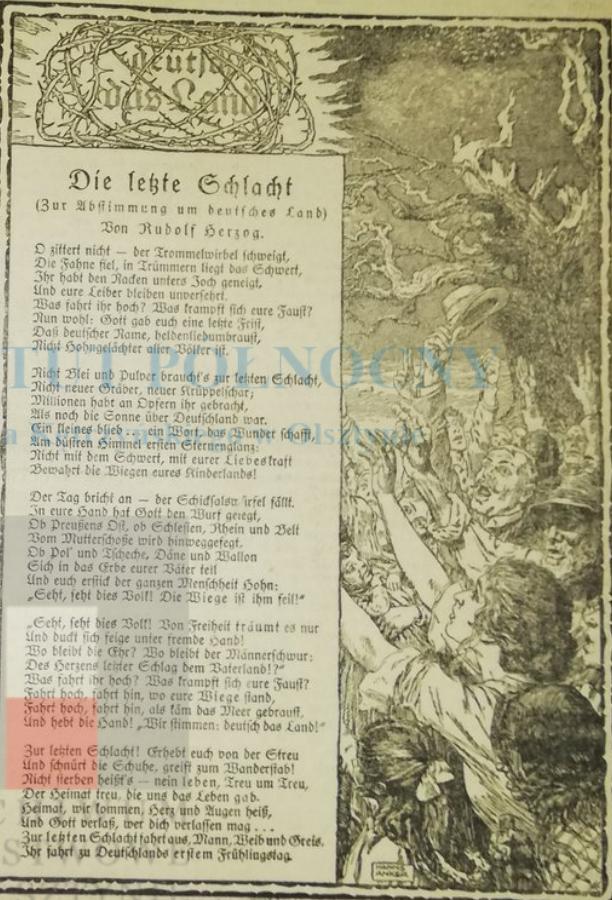 deutsch
das Land
Die letzte Schlacht
(Zur Abstimmung um deutsches Land)
Von Rudolf Herzog.
O zittert nicht — der Trommelwirbel schweigt,
Die Fahne fiel, in Trümmern liegt das Schwert,
Ihr habt den Nacken unters Joch geneigt,
Und eure Leiber bleiben unversehrt.
Was fahrt ihr hoch? Was krampft sich eure Faust?
Nun wohl: Gott gab euch eine letzte Frist,
Daß deutscher Name, heldenliedumbraust,
Nicht Hohngelächter aller Völker ist.
Nicht Blei und Pulver braucht's zur letzten Schlacht,
Nicht neuer Gräber, neuer Krüppelschar;
Millionen habt an Opfern ihr gebracht,
Als noch die Sonne über Deutschland war.
Ein kleines blieb — ein Wagen Wunder schafft,
An düstern Himmel ersten Sternenglanz:
Nicht mit dem Schwert, mit eurer Liebeskraft
Bewahrt die Wiegen eures Kinderlands!
Der Tag bricht an — der Schicksalswürfel fällt.
In eure Hand hat Gott den Wurf gelegt,
Ob Preußens Ost, ob Schlesien, Rhein und Belt
Vom Mutterschoße wird hinweggefegt.
Ob Pol' und Tscheche, Däne und Wallon
Sich in das Erbe eurer Väter teil
Und euch erstick der ganzen Menschheit Hohn:
„Seht, seht dies Volk! Die Wiege ist ihm feil!"
„Seht, seht dies Volk! Von Freiheit träumt es nur
Und duckt sich feige unter fremde Hand!
Wo bleibt die Ehr? Wo bleibt der Männerschwur:
Des Herzens letzter Schlag dem Vaterland!?"
Was fahrt ihr hoch? Was krampft sich eure Faust?
Fahrt hoch, fahrt hin, wo eure Wiege stand,
Fahrt hoch, fahrt hin, als käm das Meer gebraust,
Und hebt die Hand! „Wir stimmen: deutsch das Land!"
Zur letzten Schlacht! Erhebt euch von der Streu
Und schnürt die Schuhe, greift zum Wanderstab!
Nicht sterben heißt's — nein leben, Treu um Treu,
Der Heimat treu, die uns das Leben gab.
Heimat, wir kommen, Herz und Augen heiß,
Und Gott verlaß, wer dich verlassen mag...
Zur letzten Schlacht fahrt aus, Mann, Weib und Greis.
Ihr fahrt zu Deutschlands erstem Frühlingstag.
HANNS
ANKER
TUT PÓŁNOCNY
a Kętrzyńskiego w Olsztynie